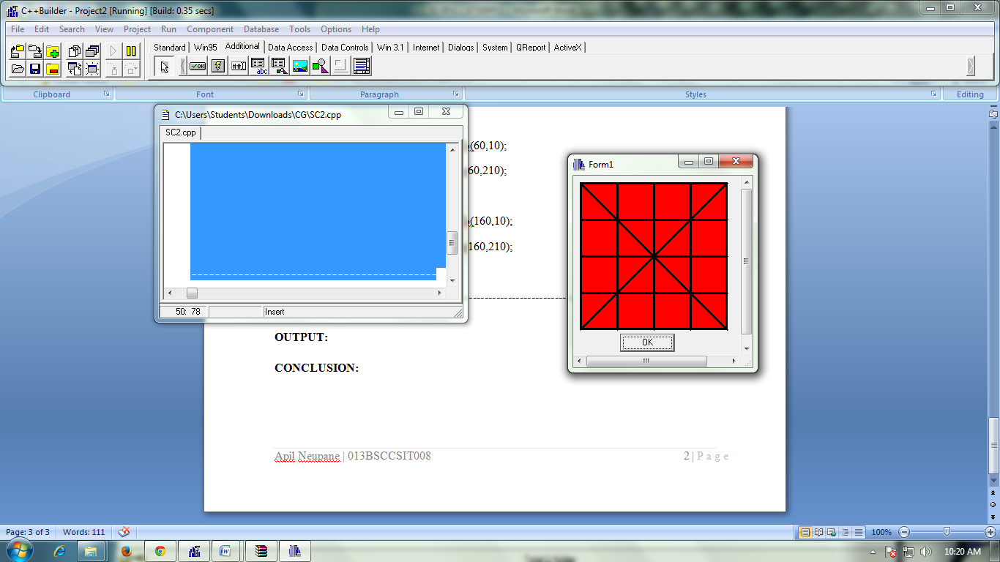 C++Builder - Project2 [Running] [Build: 0.35 secs]
File Edit Search View Project Run Component Database Tools Options Help
Standard Win95 Additional Data Access Data Controls Win 3.1 Internet Dialogs System QReport ActiveX
OK
abc
Clipboard Font Paragraph Styles Editing
C:\Users\Students\Downloads\CG\SC2.cpp
SC2.cpp
50: 78 Insert
(60,10);
60,210);
(160,10);
160,210);
OUTPUT:
CONCLUSION:
Form1
OK
Apil Neupane | 013BSCCSIT008
2 | P a g e
Page: 3 of 3 Words: 111
100%
10:20 AM